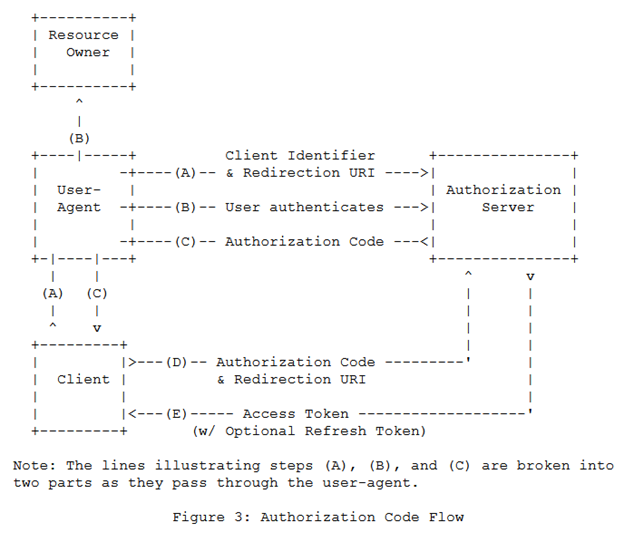 Resource
Owner
(B)
Client Identifier
(A) & Redirection URI
User-
Agent
(B) User authenticates
Authorization
Server
(C) Authorization Code
(A) (C)
(D) Authorization Code
Client & Redirection URI
(E) Access Token
(w/ Optional Refresh Token)
Note: The lines illustrating steps (A), (B), and (C) are broken into
two parts as they pass through the user-agent.
Figure 3: Authorization Code Flow